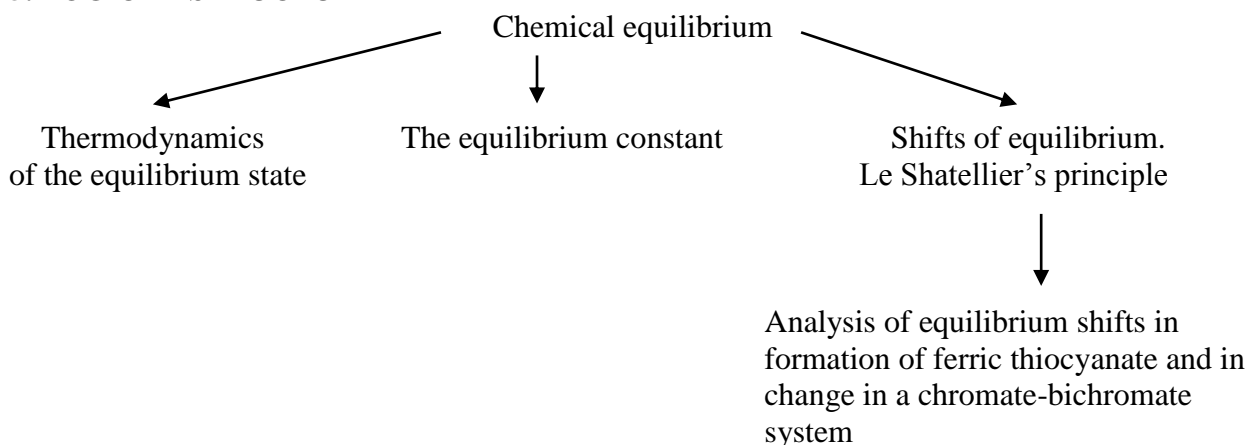 Chemical equilibrium
Thermodynamics
of the equilibrium state
The equilibrium constant
Shifts of equilibrium.
Le Shatellier's principle
Analysis of equilibrium shifts in
formation of ferric thiocyanate and in
change in a chromate-bichromate
system